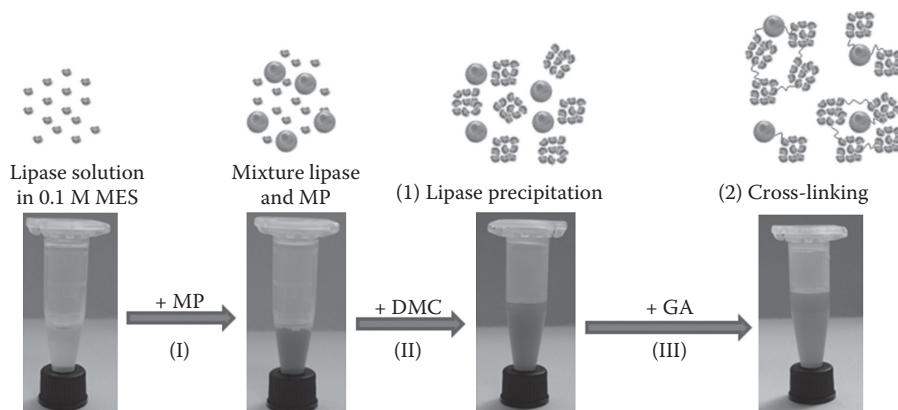 Lipase solution
in 0.1 M MES
Mixture lipase
and MP
(1) Lipase precipitation
(2) Cross-linking
+ MP
(I)
+ DMC
(II)
+ GA
(III)